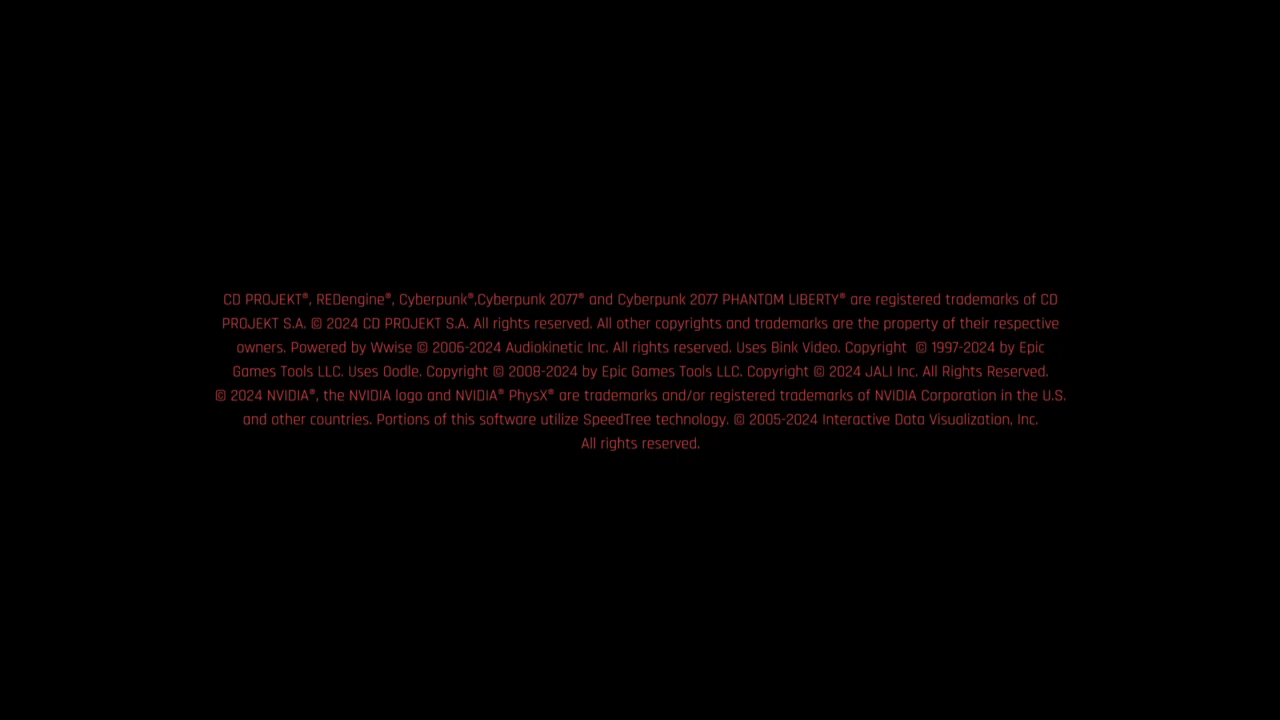 CD PROJEKT®, REDengine®, Cyberpunk®,Cyberpunk 2077® and Cyberpunk 2077 PHANTOM LIBERTY® are registered trademarks of CD
PROJEKT S.A. © 2024 CD PROJEKT S.A. All rights reserved. All other copyrights and trademarks are the property of their respective
owners. Powered by Wwise © 2006-2024 Audiokinetic Inc. All rights reserved. Uses Bink Video. Copyright  © 1997-2024 by Epic
Games Tools LLC. Uses Oodle. Copyright © 2008-2024 by Epic Games Tools LLC. Copyright © 2024 JALI Inc. All Rights Reserved.
© 2024 NVIDIA®, the NVIDIA logo and NVIDIA® PhysX® are trademarks and/or registered trademarks of NVIDIA Corporation in the U.S.
and other countries. Portions of this software utilize SpeedTree technology. © 2005-2024 Interactive Data Visualization, Inc.
All rights reserved.